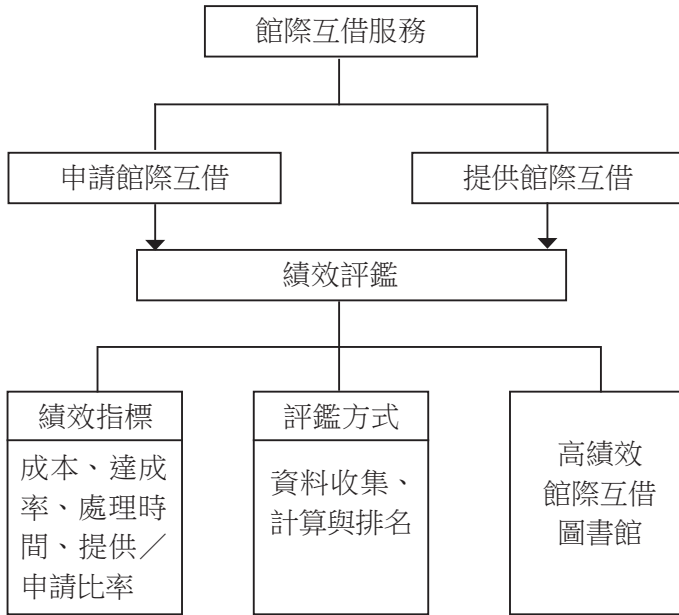 館際互借服務
申請館際互借
提供館際互借
績效評鑑
績效指標
成本、達成
率、處理時
間、提供／
申請比率
評鑑方式
資料收集、
計算與排名
高績效
館際互借
圖書館